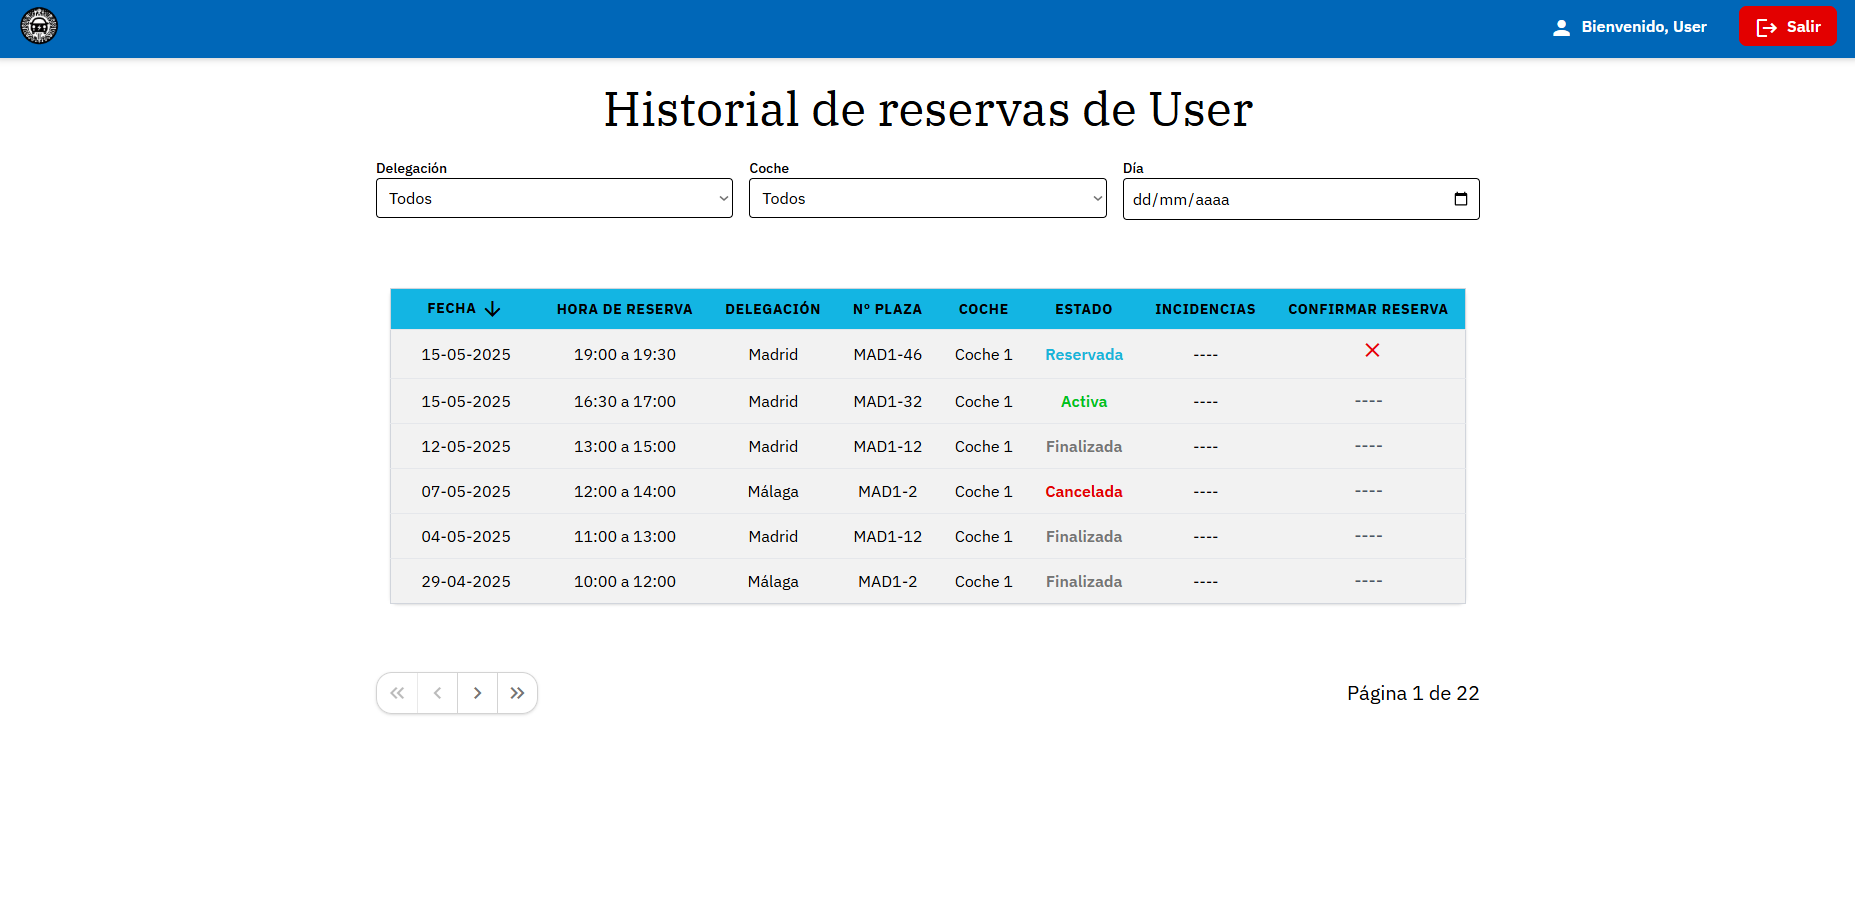 Bienvenido, User
Salir
Historial de reservas de User
Delegación Coche Día
Todos Todos dd/mm/aaaa
FECHA HORA DE RESERVA DELEGACIÓN Nº PLAZA COCHE ESTADO INCIDENCIAS CONFIRMAR RESERVA
15-05-2025 19:00 a 19:30 Madrid MAD1-46 Coche 1 Reservada ----
15-05-2025 16:30 a 17:00 Madrid MAD1-32 Coche 1 Activa ---- ----
12-05-2025 13:00 a 15:00 Madrid MAD1-12 Coche 1 Finalizada ---- ----
07-05-2025 12:00 a 14:00 Málaga MAD1-2 Coche 1 Cancelada ---- ----
04-05-2025 11:00 a 13:00 Madrid MAD1-12 Coche 1 Finalizada ---- ----
29-04-2025 10:00 a 12:00 Málaga MAD1-2 Coche 1 Finalizada ---- ----
Página 1 de 22